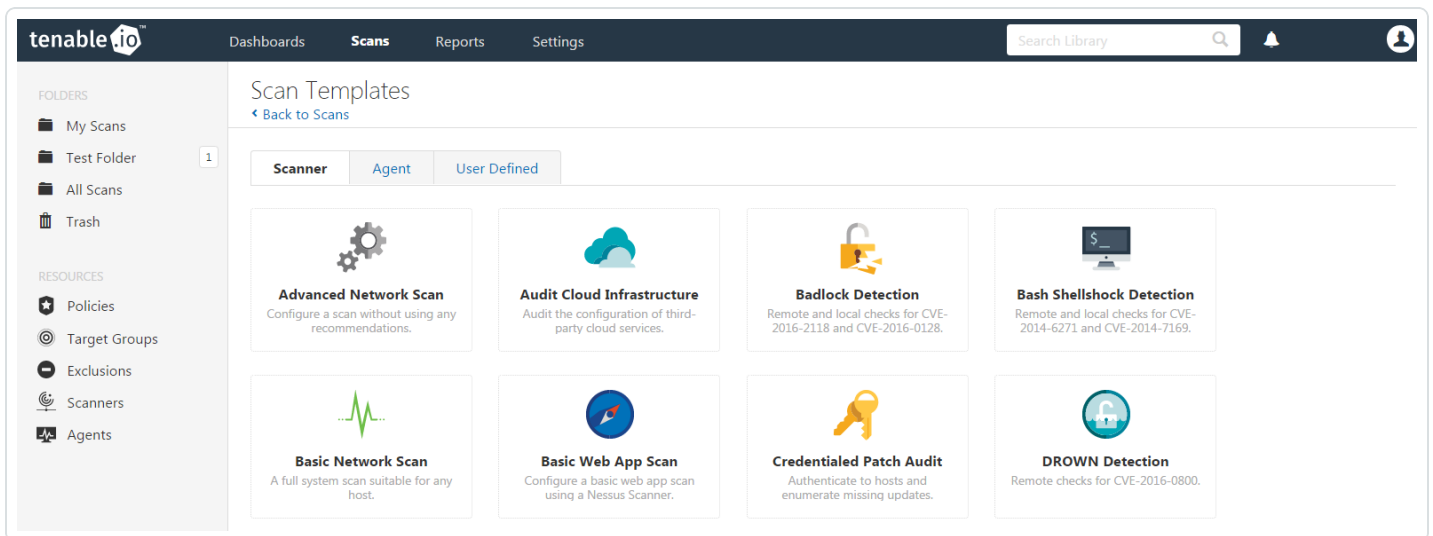 tenable.io™
Dashboards Scans Reports Settings Search Library
FOLDERS
My Scans
Test Folder 1
All Scans
Trash
RESOURCES
Policies
Target Groups
Exclusions
Scanners
Agents
Scan Templates
Back to Scans
Scanner Agent User Defined
$_
Advanced Network Scan
Configure a scan without using any
recommendations.
Audit Cloud Infrastructure
Audit the configuration of third-
party cloud services.
Badlock Detection
Remote and local checks for CVE-
2016-2118 and CVE-2016-0128.
Bash Shellshock Detection
Remote and local checks for CVE-
2014-6271 and CVE-2014-7169.
Basic Network Scan
A full system scan suitable for any
host.
Basic Web App Scan
Configure a basic web app scan
using a Nessus Scanner.
Credentialed Patch Audit
Authenticate to hosts and
enumerate missing updates.
DROWN Detection
Remote checks for CVE-2016-0800.